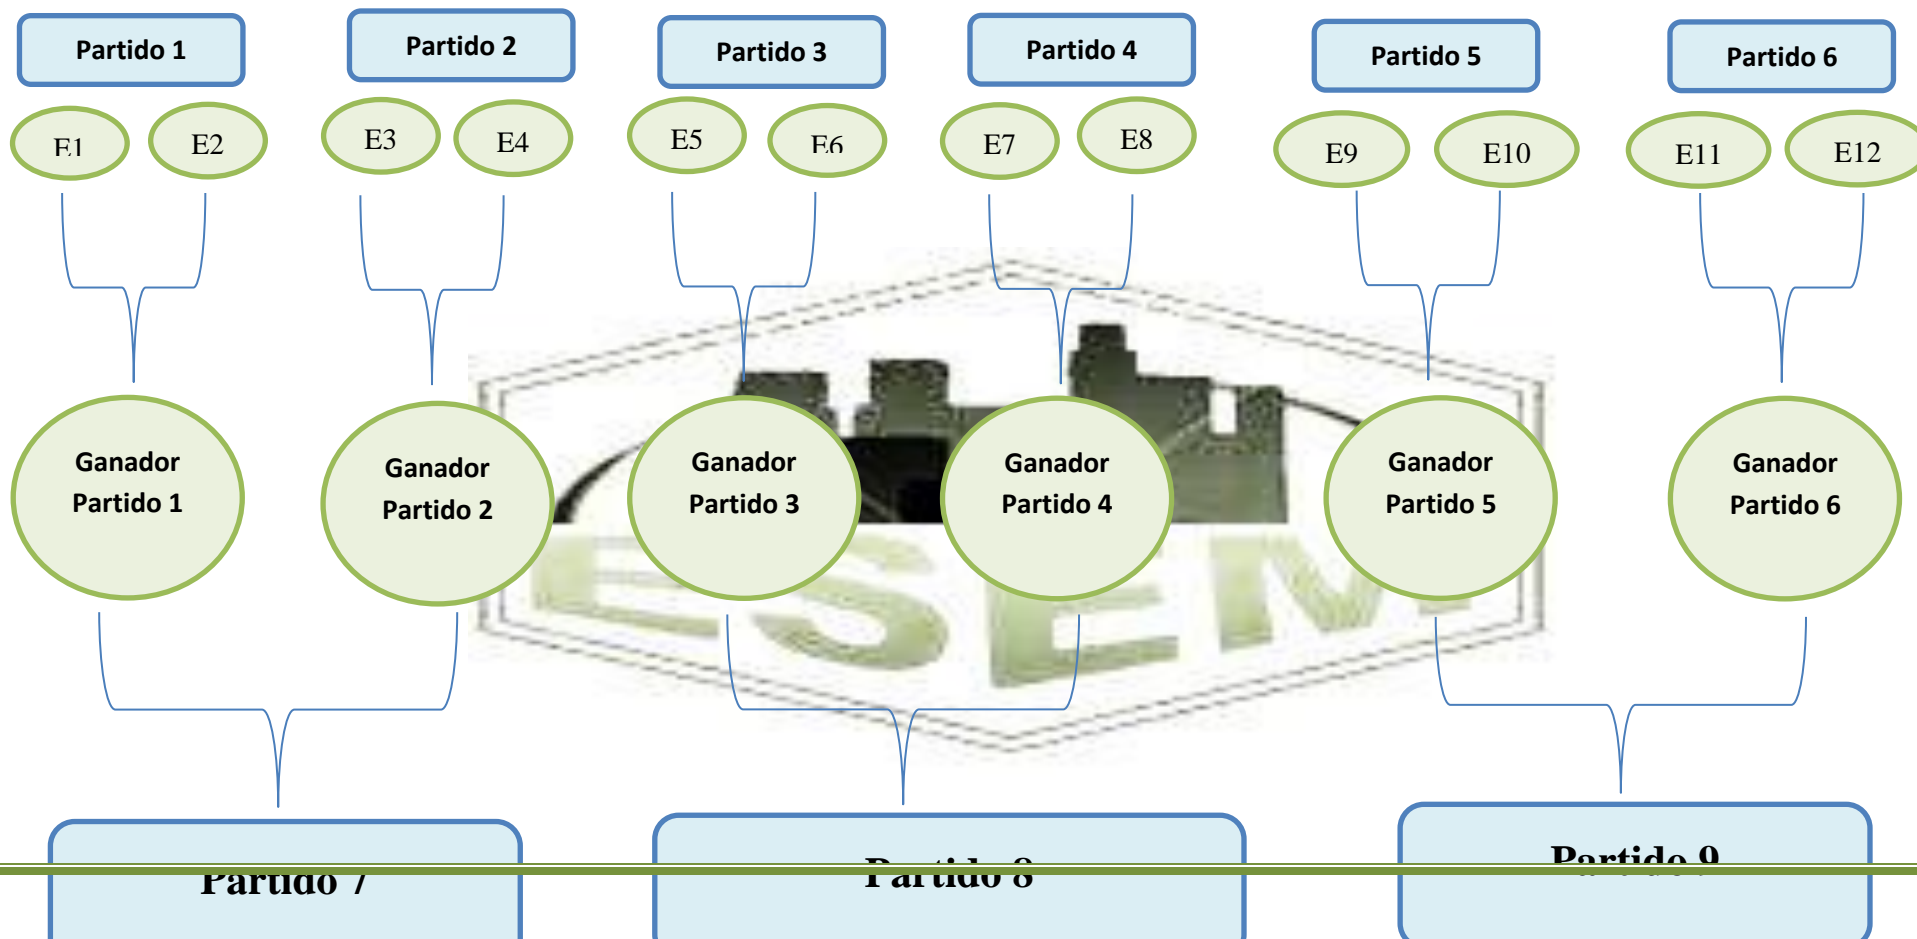 Partido 1
Partido 2
Partido 3
Partido 4
Partido 5
Partido 6
E1
E2
E3
E4
E5
E6
E7
E8
E9
E10
E11
E12
Ganador
Partido 1
Ganador
Partido 2
Ganador
Partido 3
Ganador
Partido 4
Ganador
Partido 5
Ganador
Partido 6
ESEM
Partido 7
Partido 8
Partido 9